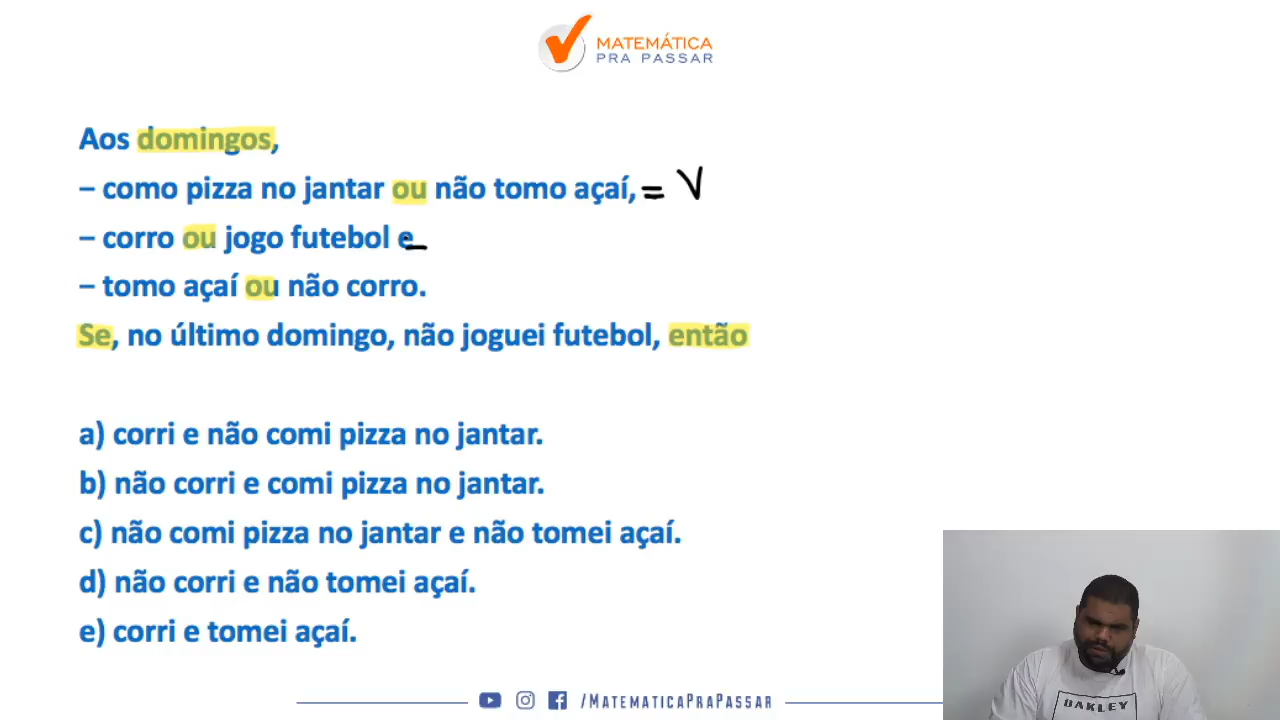 MATEMÁTICA
PRA PASSAR
Aos domingos,
– como pizza no jantar ou não tomo açaí, = V
– corro ou jogo futebol e
– tomo açaí ou não corro.
Se, no último domingo, não joguei futebol, então
a) corri e não comi pizza no jantar.
b) não corri e comi pizza no jantar.
c) não comi pizza no jantar e não tomei açaí.
d) não corri e não tomei açaí.
e) corri e tomei açaí.
/MATEMATICAPRAPASSAR
OAKLEY